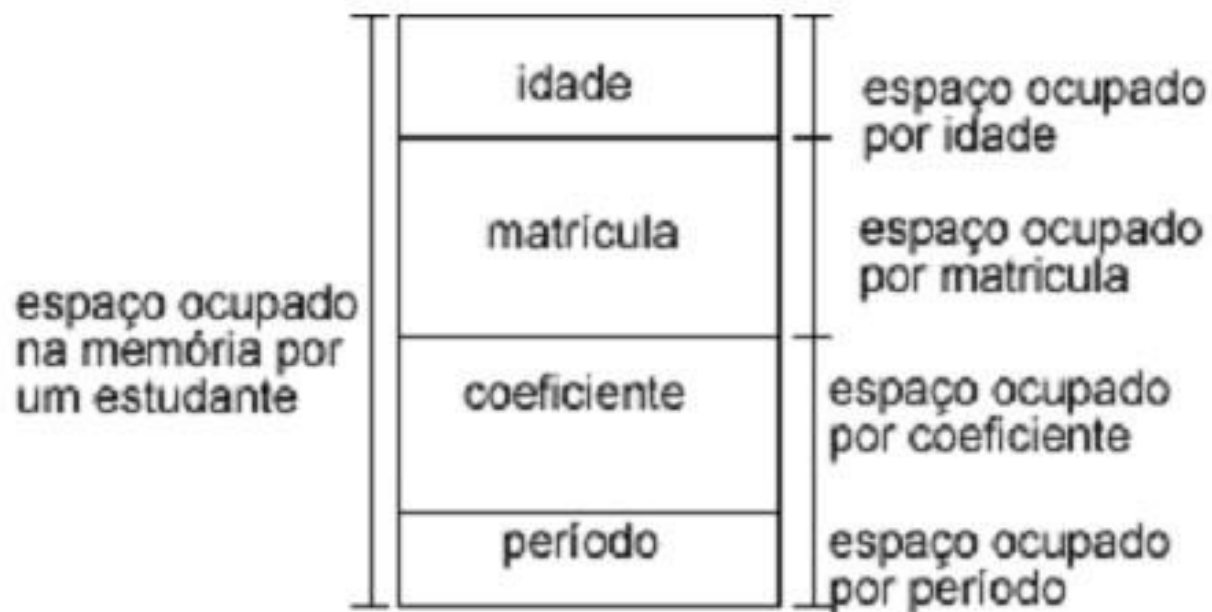 idade
espaço ocupado
por idade
matrícula
espaço ocupado
por matricula
espaço ocupado
na memória por
um estudante
coeficiente
espaço ocupado
por coeficiente
período
espaço ocupado
por período